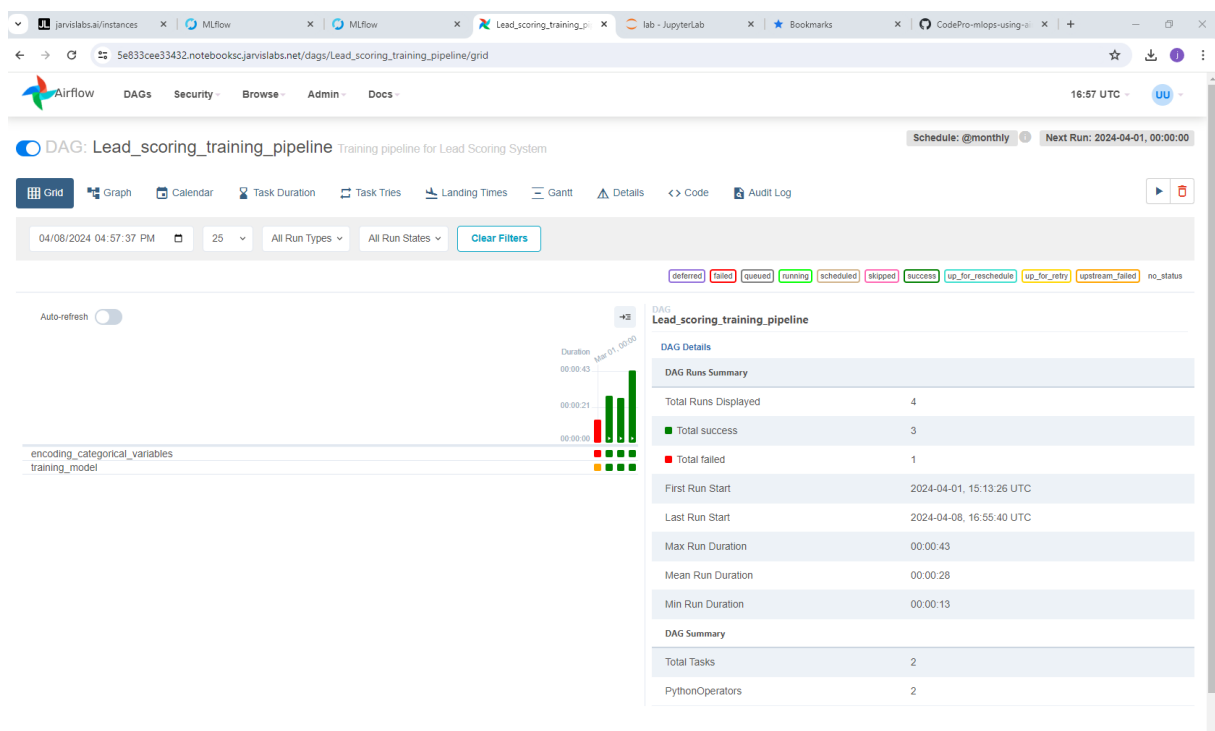 jarvislabs.ai/instances
MLflow
MLflow
Lead_scoring_training_pi
lab - JupyterLab
Bookmarks
CodePro-mlops-using-ai
5e833cee33432.notebooksc.jarvislabs.net/dags/Lead_scoring_training_pipeline/grid
j
Airflow DAGs Security Browse Admin Docs 16:57 UTC UU
DAG: Lead_scoring_training_pipeline Training pipeline for Lead Scoring System
Schedule: @monthly i Next Run: 2024-04-01, 00:00:00
Grid Graph Calendar Task Duration Task Tries Landing Times Gantt Details <> Code Audit Log
04/08/2024 04:57:37 PM 25 All Run Types All Run States Clear Filters
deferred failed queued running scheduled skipped success up_for_reschedule up_for_retry upstream_failed no_status
Auto-refresh
Duration
Mar 01, 00:00
00:00:43
00:00:21
00:00:00
encoding_categorical_variables
training_model
DAG
Lead_scoring_training_pipeline
DAG Details
DAG Runs Summary
Total Runs Displayed 4
Total success 3
Total failed 1
First Run Start 2024-04-01, 15:13:26 UTC
Last Run Start 2024-04-08, 16:55:40 UTC
Max Run Duration 00:00:43
Mean Run Duration 00:00:28
Min Run Duration 00:00:13
DAG Summary
Total Tasks 2
PythonOperators 2